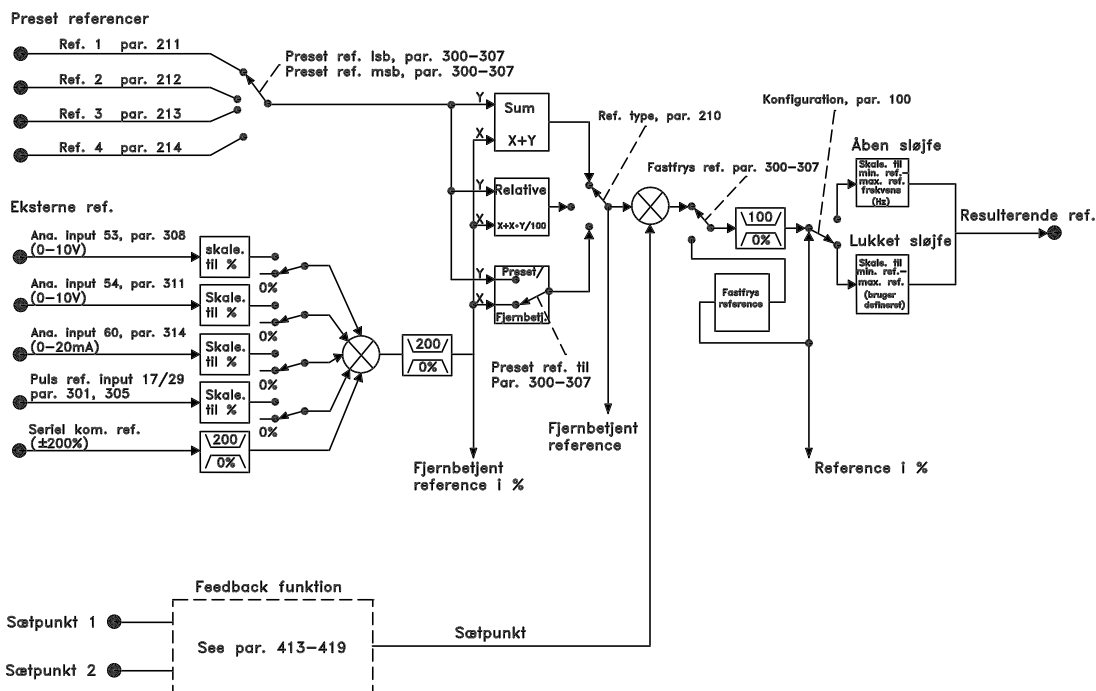 Preset referencer
Ref. 1 par. 211
Ref. 2 par. 212
Ref. 3 par. 213
Ref. 4 par. 214
Preset ref. lsb, par. 300-307
Preset ref. msb, par. 300-307
Eksterne ref.
Ana. input 53, par. 308
(0-10V)
Ana. input 54, par. 311
(0-10V)
Ana. input 60, par. 314
(0-20mA)
Puls ref. input 17/29
par. 301, 305
Seriel kom. ref.
(±200%)
skale.
til %
0%
Skale.
til %
0%
Skale.
til %
0%
Skale.
til %
0%
200
0%
200
0%
Y
Sum
X
X+Y
Y
Relative
X
X+X*Y/100
Y
Preset/
X
Fjernbetj.
Preset ref. til
Par. 300-307
Ref. type, par. 210
Fastfrys ref. par. 300-307
Konfiguration, par. 100
100
0%
Fastfrys
reference
Åben sløjfe
Skale. til
min. ref.-
max. ref.
frekvens
(Hz)
Resulterende ref.
Lukket sløjfe
Skale. til
min. ref.-
max. ref.
(bruger
defineret)
Fjernbetjent
reference i %
Fjernbetjent
reference
Reference i %
Feedback funktion
Sætpunkt 1
See par. 413-419
Sætpunkt
Sætpunkt 2